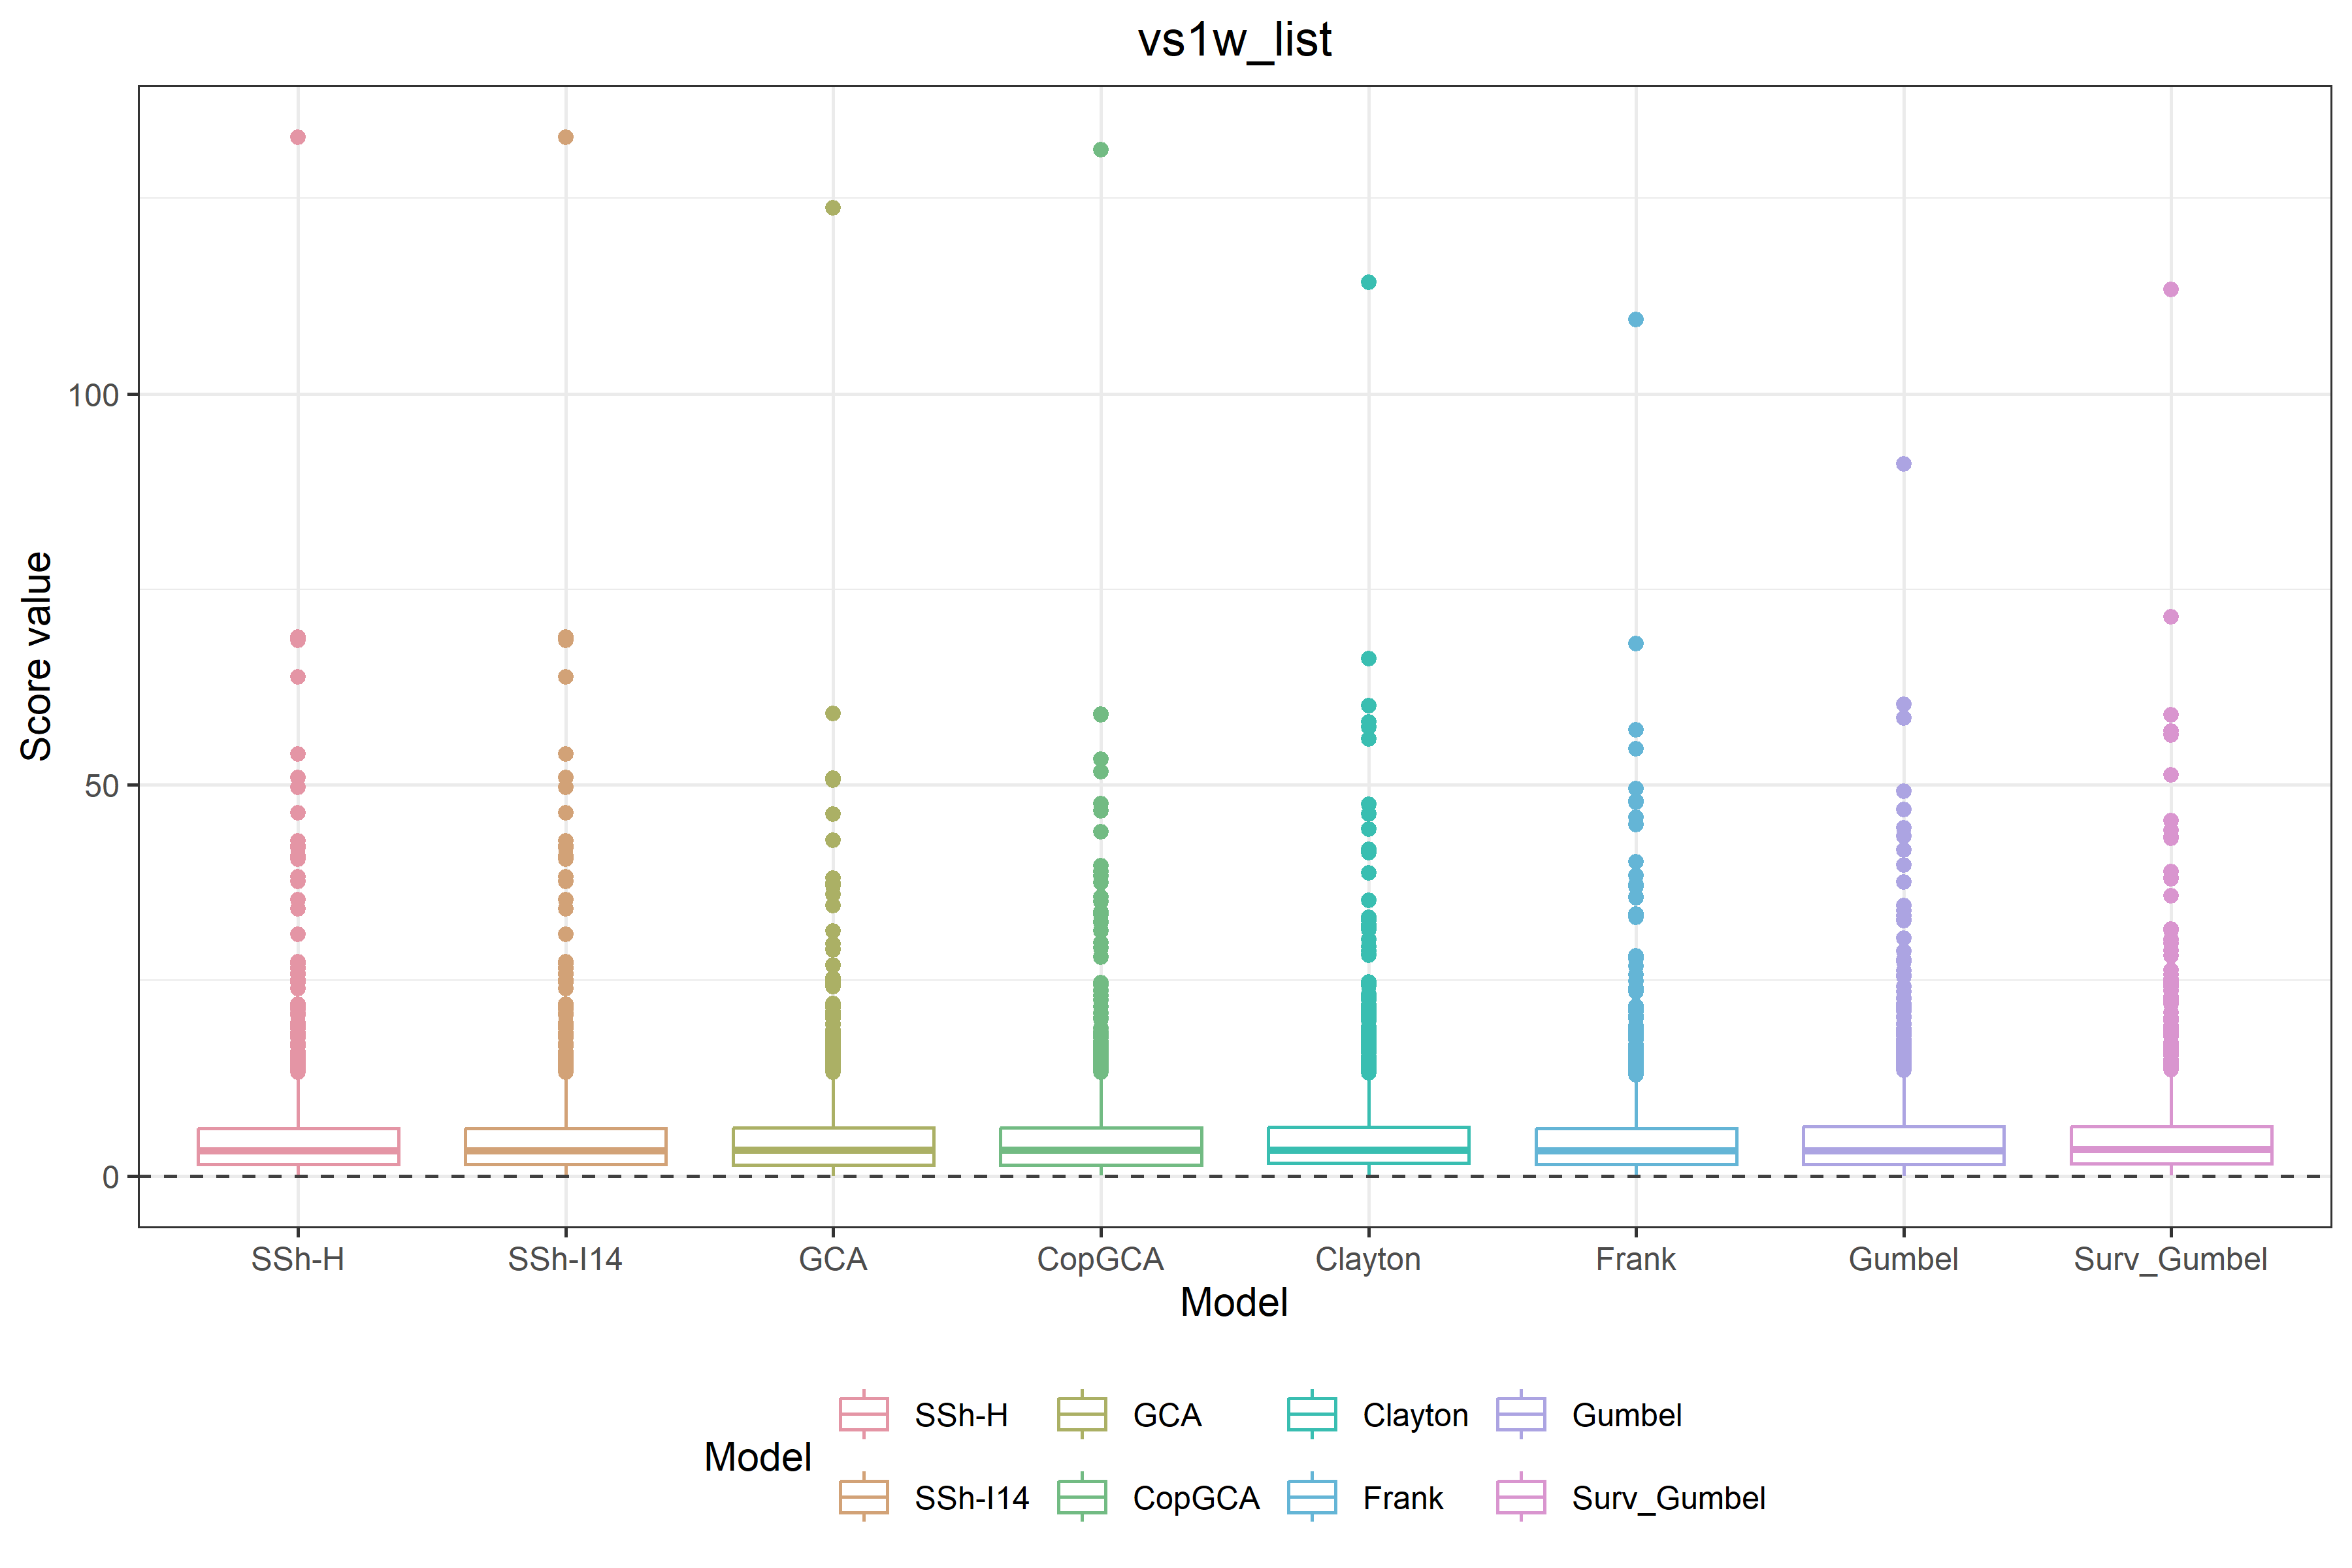 vs1w_list
Score value
100
50
0
SSh-H SSh-I14 GCA CopGCA Clayton Frank Gumbel Surv_Gumbel
Model
Model
SSh-H GCA Clayton Gumbel
SSh-I14 CopGCA Frank Surv_Gumbel